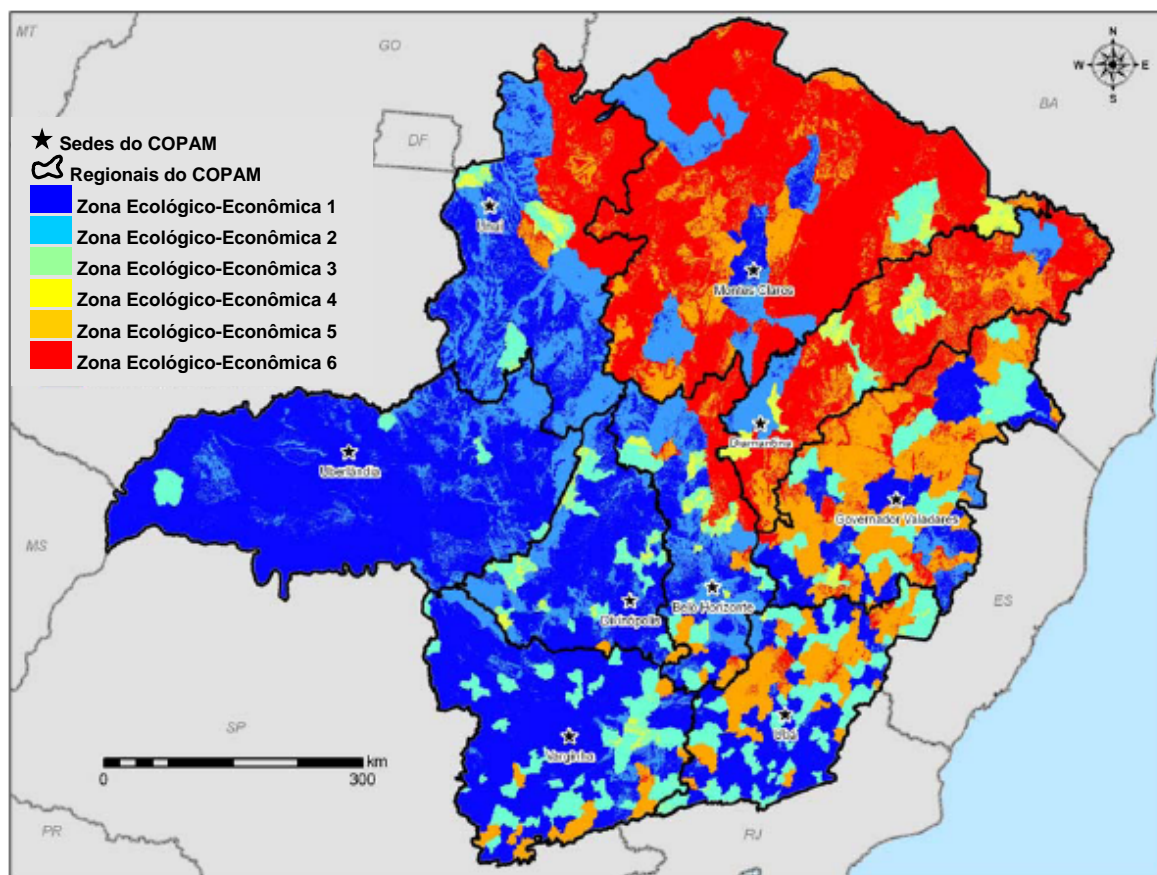 MT
GO
N
W E
S
BA
DF
★ Sedes do COPAM
Regionais do COPAM
Zona Ecológico-Econômica 1
Zona Ecológico-Econômica 2
Zona Ecológico-Econômica 3
Zona Ecológico-Econômica 4
Zona Ecológico-Econômica 5
Zona Ecológico-Econômica 6
Unaí
Montes Claros
Diamantina
Uberlândia
Governador Valadares
MS
Belo Horizonte
Divinópolis
ES
Ubá
Varginha
SP
km
0 300
PR
RJ